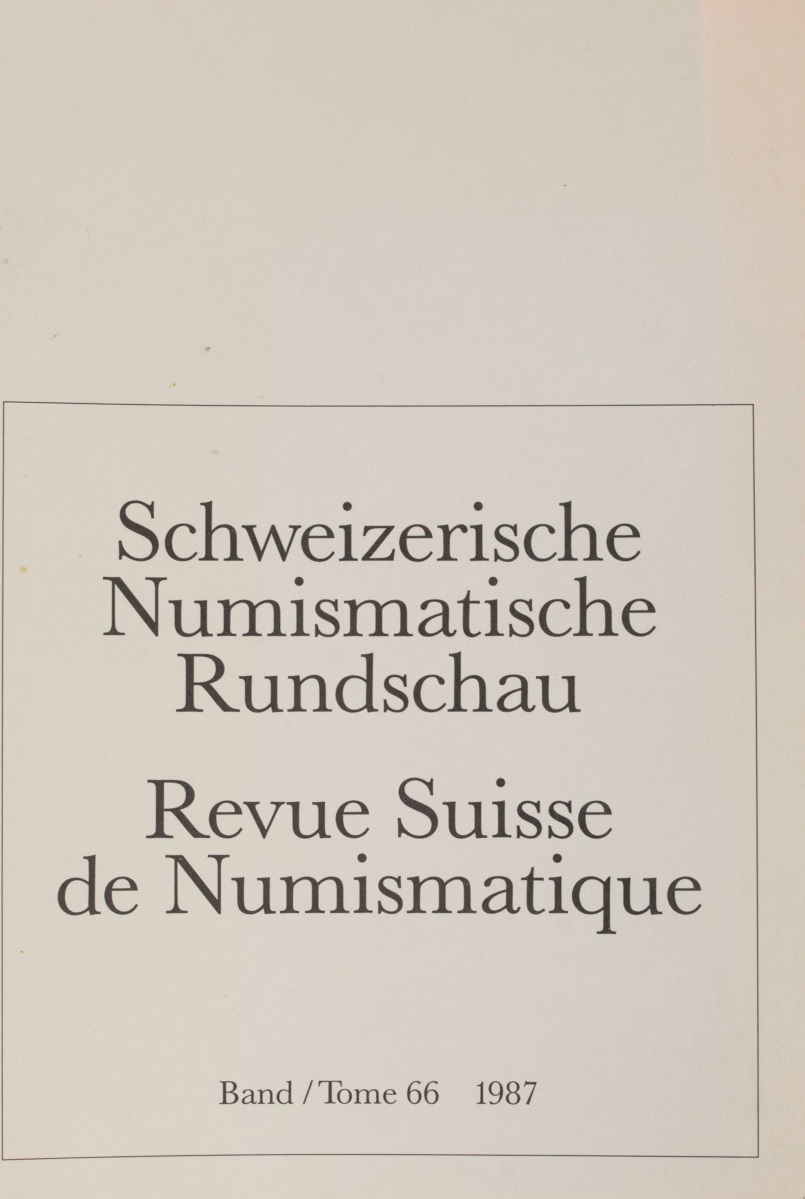 Schweizerische
Numismatische
Rundschau
Revue Suisse
de Numismatique
Band / Tome 66 1987